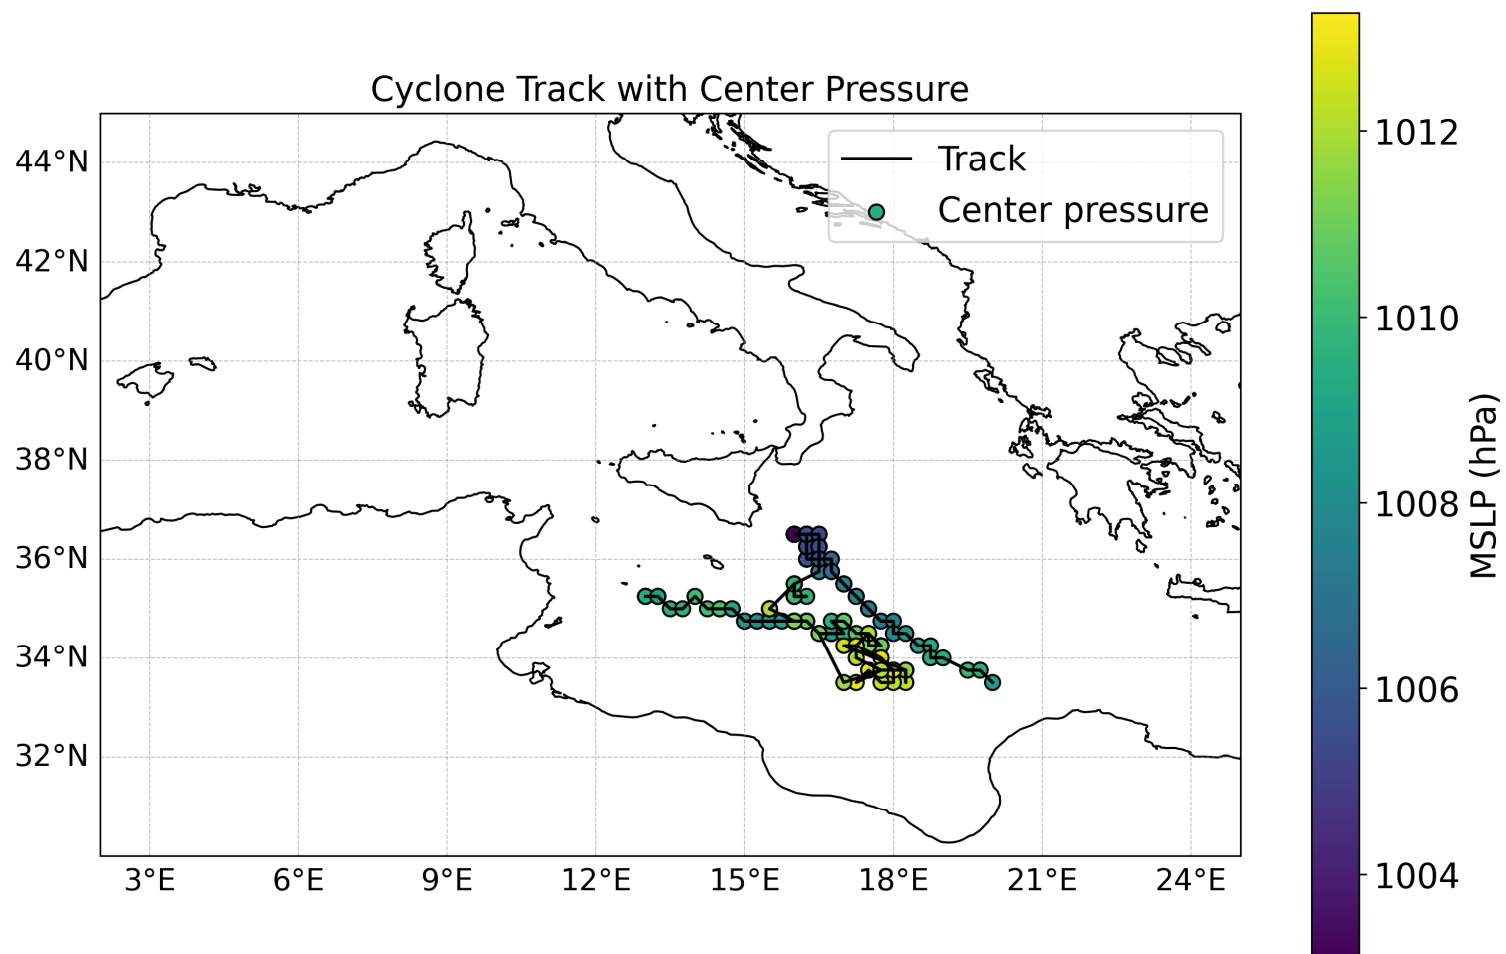 Cyclone Track with Center Pressure
Track
Center pressure
44°N
42°N
40°N
38°N
36°N
34°N
32°N
3°E
6°E
9°E
12°E
15°E
18°E
21°E
24°E
1012
1010
1008
1006
1004
MSLP (hPa)